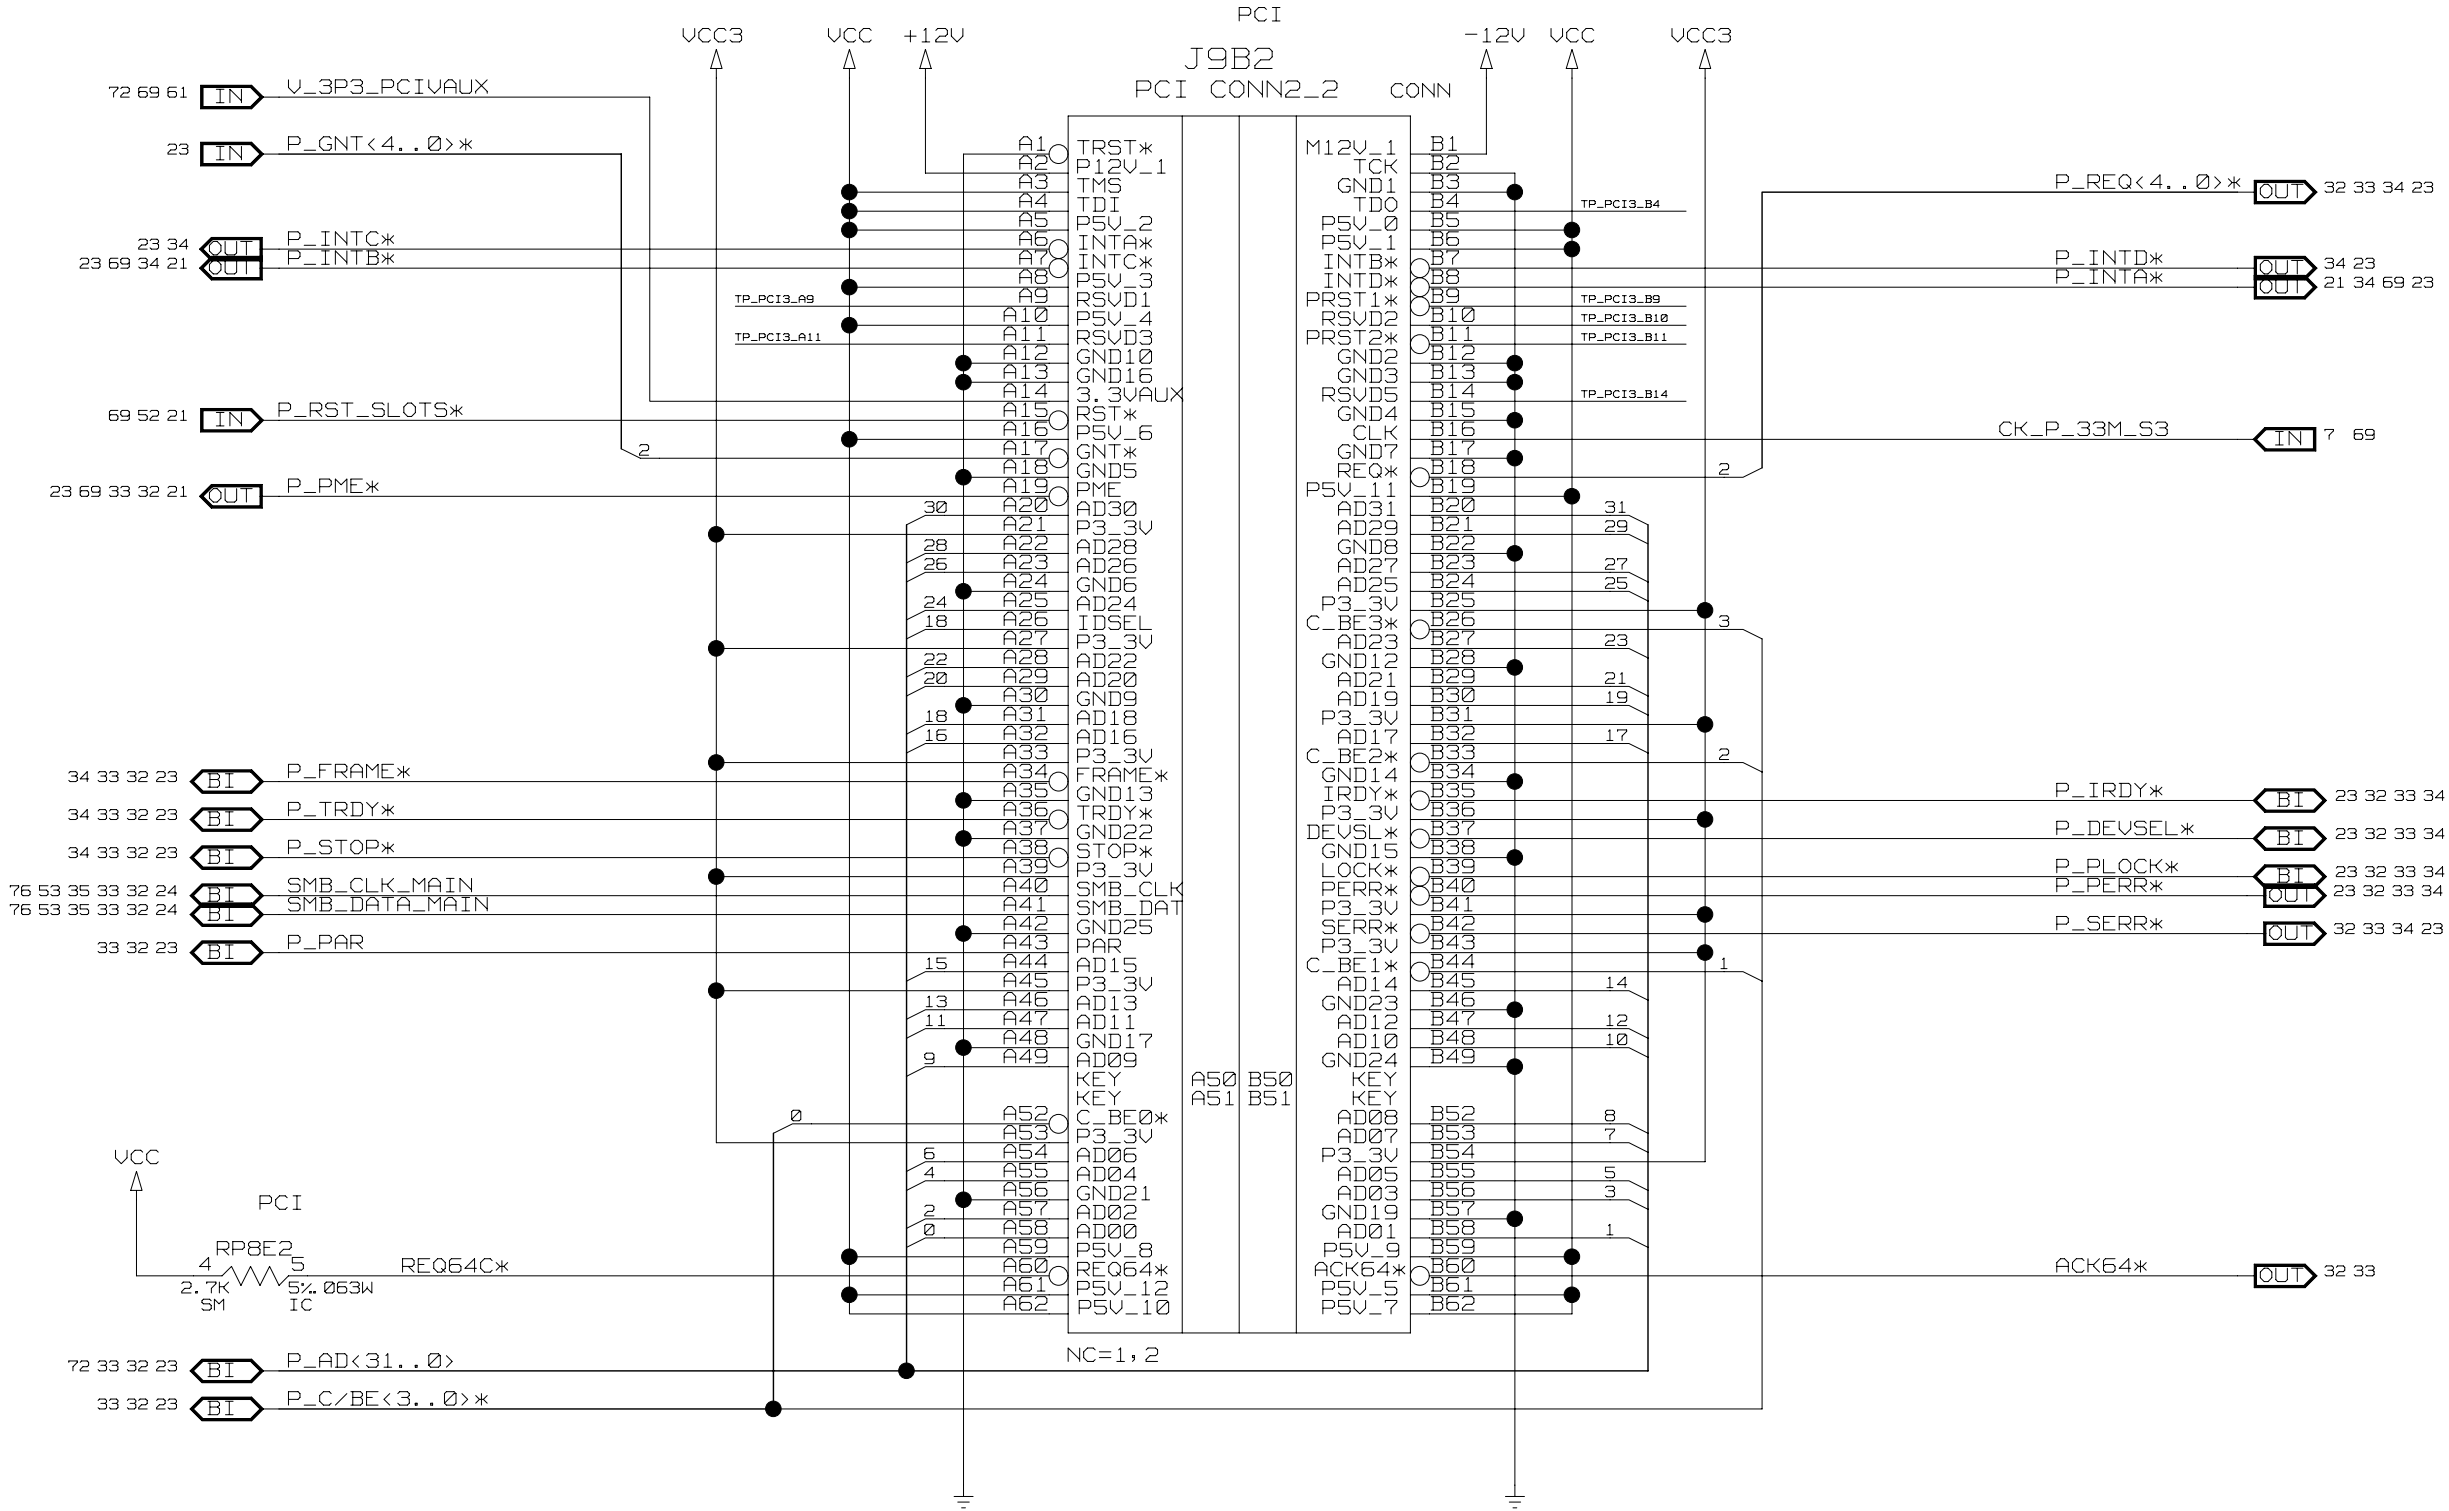 PCI
VCC3 VCC +12V -12V VCC VCC3
J9B2
PCI CONN2_2 CONN
72 69 61 IN V_3P3_PCIVAUX
23 IN P_GNT<4..0>*
A1 TRST* M12V_1 B1
A2 P12V_1 TCK B2
A3 TMS GND1 B3 P_REQ<4..0>* OUT 32 33 34 23
A4 TDI TDO B4 TP_PCI3_B4
A5 P5V_2 P5V_0 B5
23 34 OUT P_INTC* A6 INTA* P5V_1 B6
23 69 34 21 OUT P_INTB* A7 INTC* INTB* B7 P_INTD* OUT 34 23
A8 P5V_3 INTD* B8 P_INTA* OUT 21 34 69 23
TP_PCI3_A9 A9 RSVD1 PRST1* B9 TP_PCI3_B9
A10 P5V_4 RSVD2 B10 TP_PCI3_B10
TP_PCI3_A11 A11 RSVD3 PRST2* B11 TP_PCI3_B11
A12 GND10 GND2 B12
A13 GND16 GND3 B13
A14 3.3VAUX RSVD5 B14 TP_PCI3_B14
69 52 21 IN P_RST_SLOTS* A15 RST* GND4 B15
A16 P5V_6 CLK B16 CK_P_33M_S3 IN 7 69
2 A17 GNT* GND7 B17
A18 GND5 REQ* B18 2
23 69 33 32 21 OUT P_PME* A19 PME P5V_11 B19
30 A20 AD30 AD31 B20 31
A21 P3_3V AD29 B21 29
28 A22 AD28 GND8 B22
26 A23 AD26 AD27 B23 27
A24 GND6 AD25 B24 25
24 A25 AD24 P3_3V B25
18 A26 IDSEL C_BE3* B26 3
A27 P3_3V AD23 B27 23
22 A28 AD22 GND12 B28
20 A29 AD20 AD21 B29 21
A30 GND9 AD19 B30 19
18 A31 AD18 P3_3V B31
16 A32 AD16 AD17 B32 17
A33 P3_3V C_BE2* B33 2
34 33 32 23 BI P_FRAME* A34 FRAME* GND14 B34
A35 GND13 IRDY* B35 P_IRDY* BI 23 32 33 34
34 33 32 23 BI P_TRDY* A36 TRDY* P3_3V B36
A37 GND22 DEVSL* B37 P_DEVSEL* BI 23 32 33 34
34 33 32 23 BI P_STOP* A38 STOP* GND15 B38
A39 P3_3V LOCK* B39 P_PLOCK* BI 23 32 33 34
76 53 35 33 32 24 BI SMB_CLK_MAIN A40 SMB_CLK PERR* B40 P_PERR* OUT 23 32 33 34
76 53 35 33 32 24 BI SMB_DATA_MAIN A41 SMB_DAT P3_3V B41
A42 GND25 SERR* B42 P_SERR* OUT 32 33 34 23
33 32 23 BI P_PAR A43 PAR P3_3V B43
15 A44 AD15 C_BE1* B44 1
A45 P3_3V AD14 B45 14
13 A46 AD13 GND23 B46
11 A47 AD11 AD12 B47 12
A48 GND17 AD10 B48 10
9 A49 AD09 GND24 B49
KEY A50 B50 KEY
KEY A51 B51 KEY
0 A52 C_BE0* AD08 B52 8
A53 P3_3V AD07 B53 7
6 A54 AD06 P3_3V B54
4 A55 AD04 AD05 B55 5
A56 GND21 AD03 B56 3
2 A57 AD02 GND19 B57
0 A58 AD00 AD01 B58 1
A59 P5V_8 P5V_9 B59
A60 REQ64* ACK64* B60 ACK64* OUT 32 33
A61 P5V_12 P5V_5 B61
A62 P5V_10 P5V_7 B62
VCC
PCI
RP8E2
4 5 REQ64C*
2.7K 5%.063W
SM IC
NC=1,2
72 33 32 23 BI P_AD<31..0>
33 32 23 BI P_C/BE<3..0>*